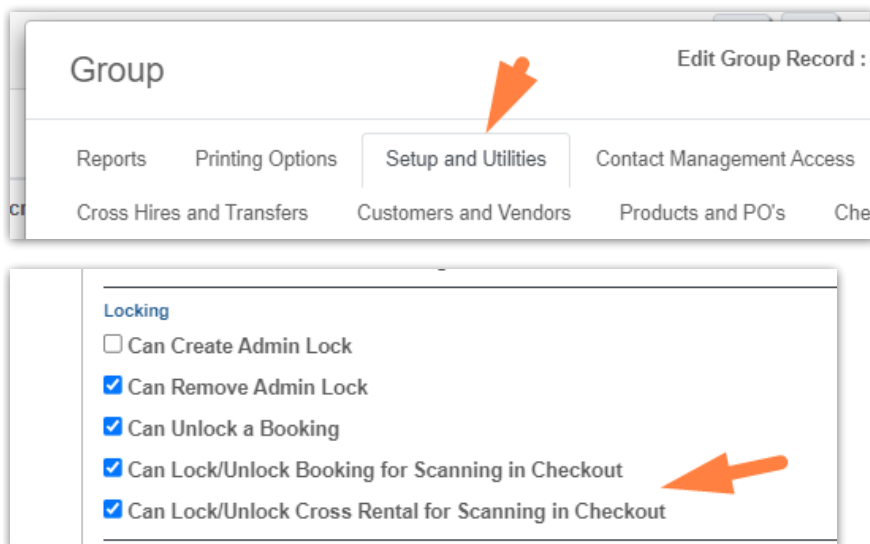 Group
Edit Group Record :
Reports Printing Options Setup and Utilities Contact Management Access
Cross Hires and Transfers Customers and Vendors Products and PO's Che
cr
Locking
Can Create Admin Lock
Can Remove Admin Lock
Can Unlock a Booking
Can Lock/Unlock Booking for Scanning in Checkout
Can Lock/Unlock Cross Rental for Scanning in Checkout